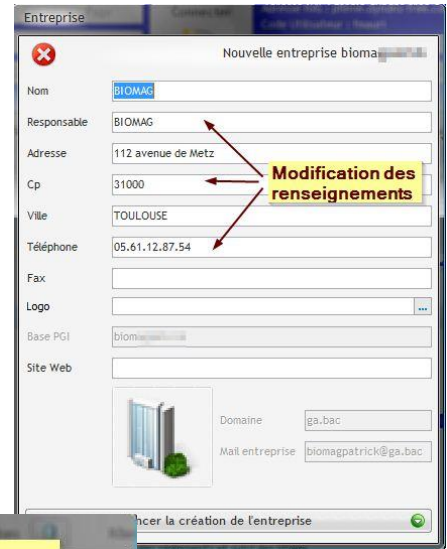 Entreprise
Nouvelle entreprise bioma
Nom BIOMAG
Responsable BIOMAG
Adresse 112 avenue de Metz
Cp 31000
Modification des
renseignements
Ville TOULOUSE
Téléphone 05.61.12.87.54
Fax
Logo ...
Base PGI biom
Site Web
Domaine ga.bac
Mail entreprise biomagpatrick@ga.bac
ncer la création de l'entreprise